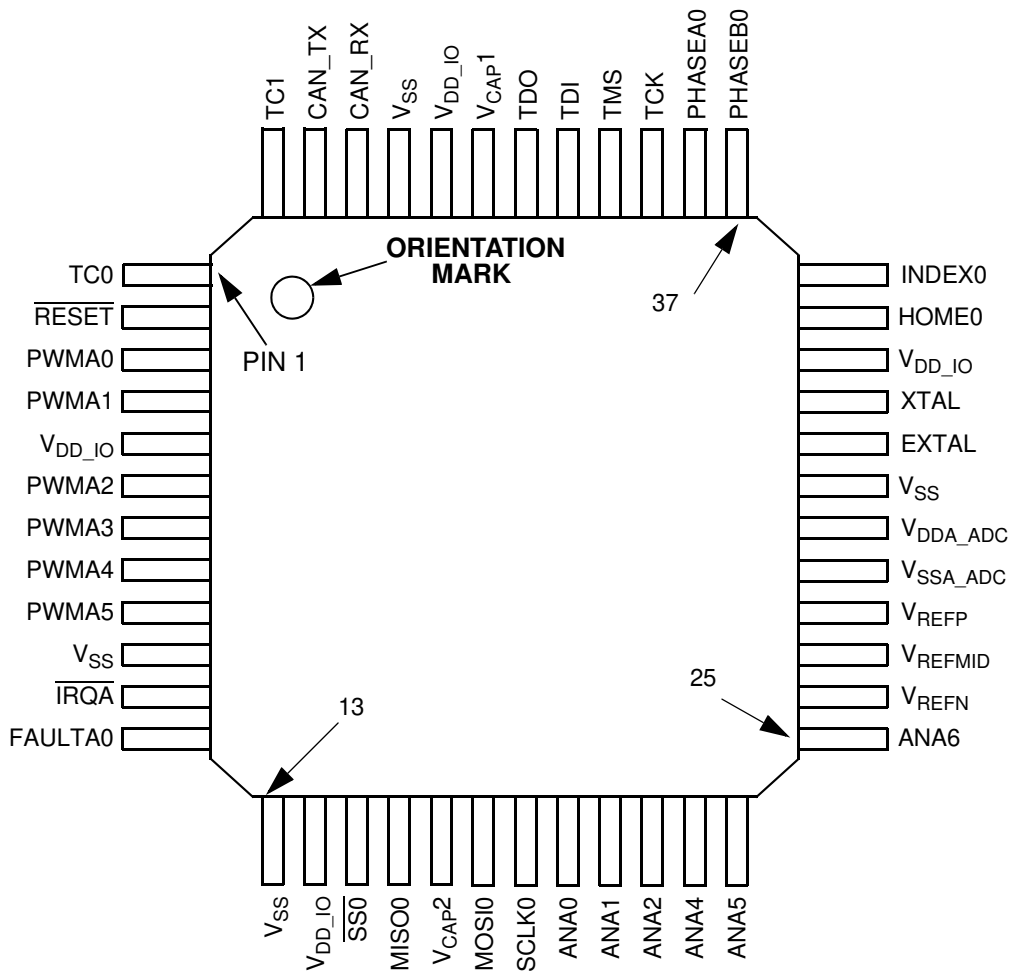 TC1
CAN_TX
CAN_RX
VSS
VDD_IO
VCAP1
TDO
TDI
TMS
TCK
PHASEA0
PHASEB0
ORIENTATION
MARK
37
PIN 1
TC0
RESET
PWMA0
PWMA1
VDD_IO
PWMA2
PWMA3
PWMA4
PWMA5
VSS
IRQA
FAULTA0
INDEX0
HOME0
VDD_IO
XTAL
EXTAL
VSS
VDDA_ADC
VSSA_ADC
VREFP
VREFMID
VREFN
ANA6
13
25
VSS
VDD_IO
SS0
MISO0
VCAP2
MOSI0
SCLK0
ANA0
ANA1
ANA2
ANA4
ANA5